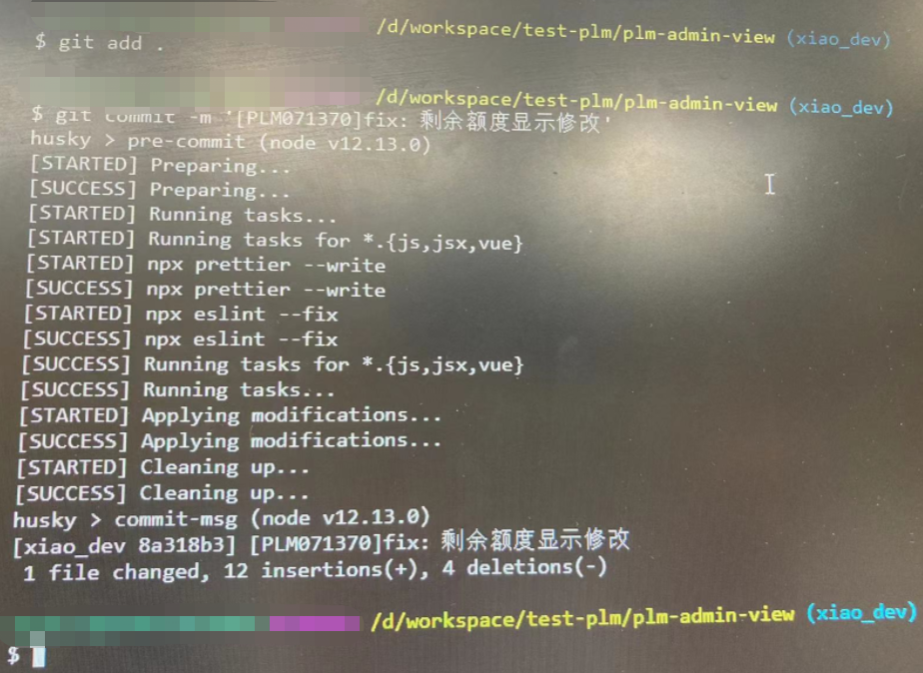 /d/workspace/test-plm/plm-admin-view (xiao_dev)
$ git add .
/d/workspace/test-plm/plm-admin-view (xiao_dev)
$ git commit -m '[PLM071370]fix: 剩余额度显示修改'
husky > pre-commit (node v12.13.0)
[STARTED] Preparing...
[SUCCESS] Preparing...
[STARTED] Running tasks...
[STARTED] Running tasks for *.{js,jsx,vue}
[STARTED] npx prettier --write
[SUCCESS] npx prettier --write
[STARTED] npx eslint --fix
[SUCCESS] npx eslint --fix
[SUCCESS] Running tasks for *.{js,jsx,vue}
[SUCCESS] Running tasks...
[STARTED] Applying modifications...
[SUCCESS] Applying modifications...
[STARTED] Cleaning up...
[SUCCESS] Cleaning up...
husky > commit-msg (node v12.13.0)
[xiao_dev 8a318b3] [PLM071370]fix: 剩余额度显示修改
1 file changed, 12 insertions(+), 4 deletions(-)
/d/workspace/test-plm/plm-admin-view (xiao_dev)
$